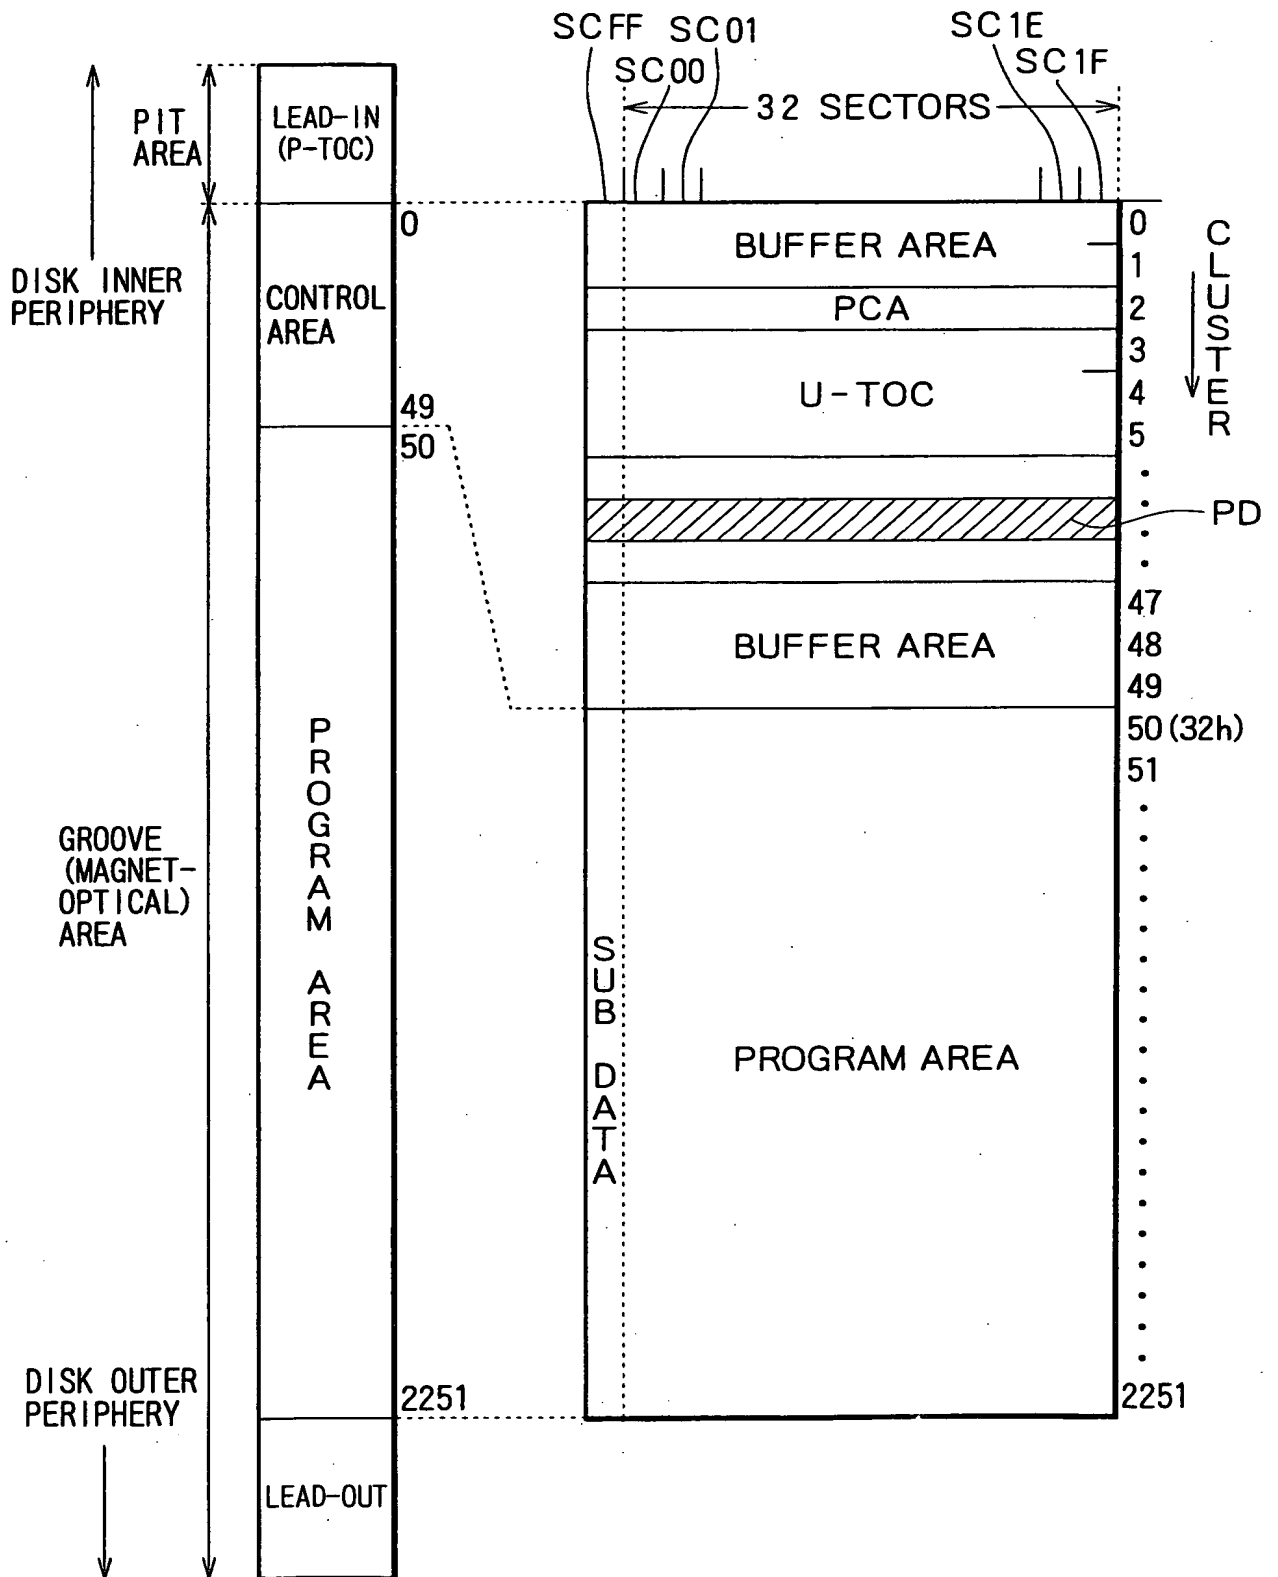 SCFF SC01
SC00
SC1E
SC1F
32 SECTORS
PIT
AREA
LEAD-IN
(P-TOC)
DISK INNER
PERIPHERY
CONTROL
AREA
0
49
50
GROOVE
(MAGNET-
OPTICAL)
AREA
PROGRAM AREA
2251
DISK OUTER
PERIPHERY
LEAD-OUT
BUFFER AREA
PCA
U-TOC
PD
BUFFER AREA
SUB DATA
PROGRAM AREA
0
1
2
3
4
5
47
48
49
50 (32h)
51
2251
CLUSTER